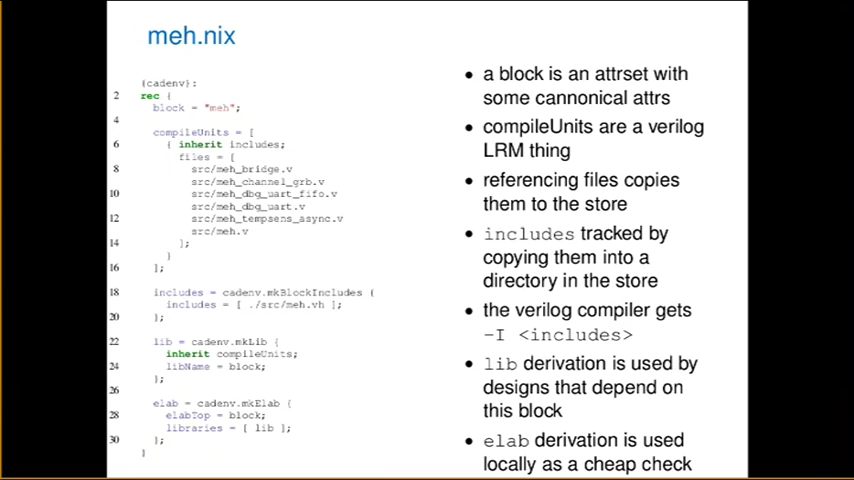 meh.nix
{cadenv}:
2 rec {
block = "meh";
4
compileUnits = [
6 { inherit includes;
files = [
8 src/meh_bridge.v
src/meh_channel_grb.v
10 src/meh_dbg_uart_fifo.v
src/meh_dbg_uart.v
12 src/meh_tempsens_async.v
src/meh.v
14 ];
}
16 ];
18 includes = cadenv.mkBlockIncludes {
includes = [ ./src/meh.vh ];
20 };
22 lib = cadenv.mkLib {
inherit compileUnits;
24 libName = block;
};
26
elab = cadenv.mkElab {
28 elabTop = block;
libraries = [ lib ];
30 };
}
• a block is an attrset with
some cannonical attrs
• compileUnits are a verilog
LRM thing
• referencing files copies
them to the store
• includes tracked by
copying them into a
directory in the store
• the verilog compiler gets
-I <includes>
• lib derivation is used by
designs that depend on
this block
• elab derivation is used
locally as a cheap check